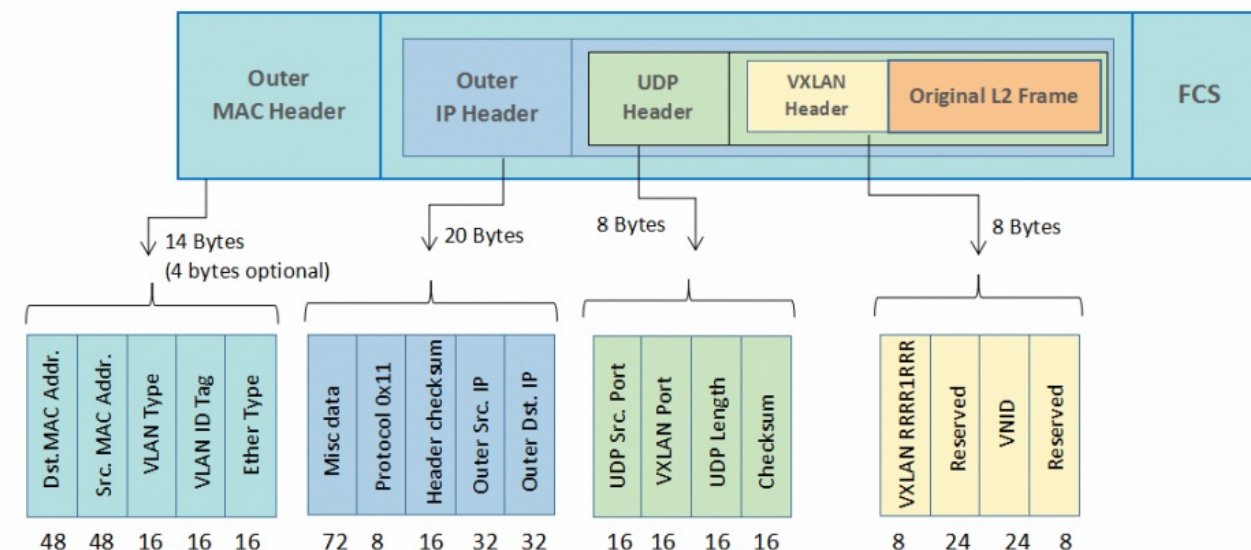 Outer
MAC Header
Outer
IP Header
UDP
Header
VXLAN
Header
Original L2 Frame
FCS
14 Bytes
(4 bytes optional)
20 Bytes
8 Bytes
8 Bytes
Dst.MAC Addr.
Src. MAC Addr.
VLAN Type
VLAN ID Tag
Ether Type
Misc data
Protocol 0x11
Header checksum
Outer Src. IP
Outer Dst. IP
UDP Src. Port
VXLAN Port
UDP Length
Checksum
VXLAN RRRR1RRR
Reserved
VNID
Reserved
48 48 16 16 16
72 8 16 32 32
16 16 16 16
8 24 24 8